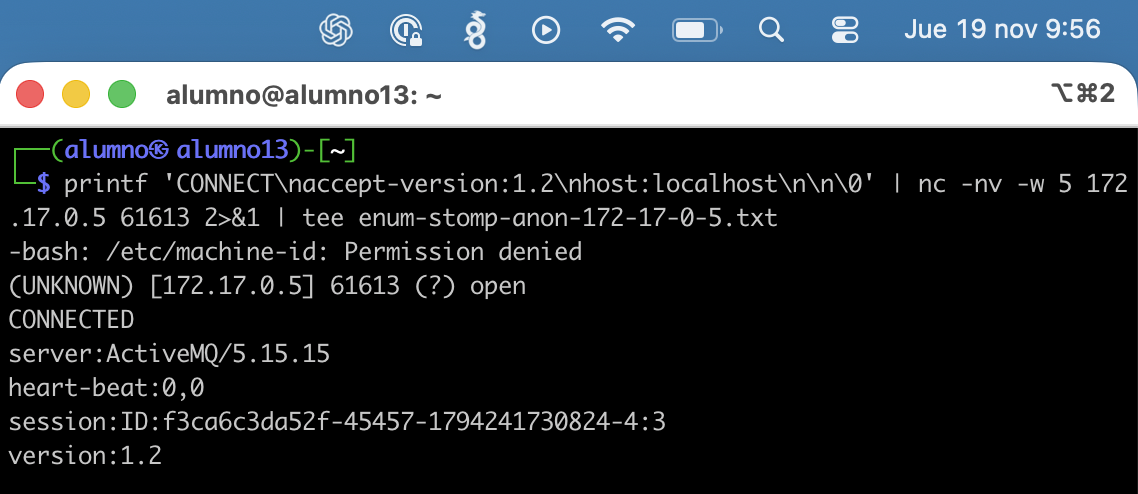 Jue 19 nov 9:56
alumno@alumno13: ~ ⌥⌘2
┌──(alumno㉿ alumno13)-[~]
└─$ printf 'CONNECT\naccept-version:1.2\nhost:localhost\n\n\0' | nc -nv -w 5 172
.17.0.5 61613 2>&1 | tee enum-stomp-anon-172-17-0-5.txt
-bash: /etc/machine-id: Permission denied
(UNKNOWN) [172.17.0.5] 61613 (?) open
CONNECTED
server:ActiveMQ/5.15.15
heart-beat:0,0
session:ID:f3ca6c3da52f-45457-1794241730824-4:3
version:1.2